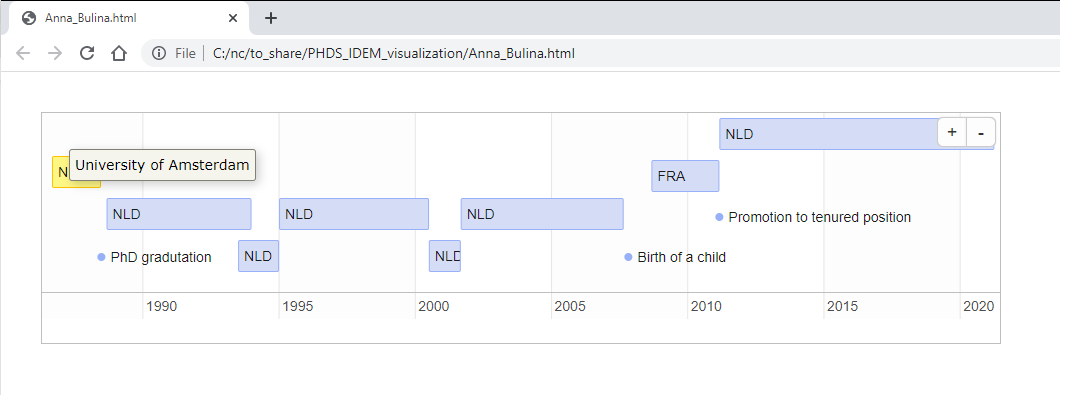 Anna_Bulina.html
File C:/nc/to_share/PHDS_IDEM_visualization/Anna_Bulina.html
NLD
+ -
University of Amsterdam
FRA
NLD
NLD
NLD
Promotion to tenured position
PhD gradutation
NLD
NLD
Birth of a child
1990
1995
2000
2005
2010
2015
2020